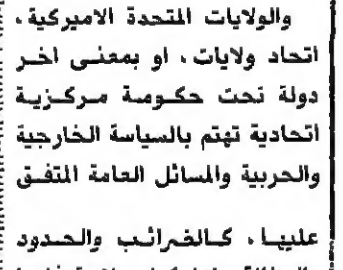 والولايات المتحدة الاميركية ،
اتحاد ولايات ، او بمعنى اخر
دولة تحت حكومة مركزية
اتحادية تهتم بالسياسة الخارجية
والحربية والمسائل العامة المتفق
عليها ، كالضرائب والحدود